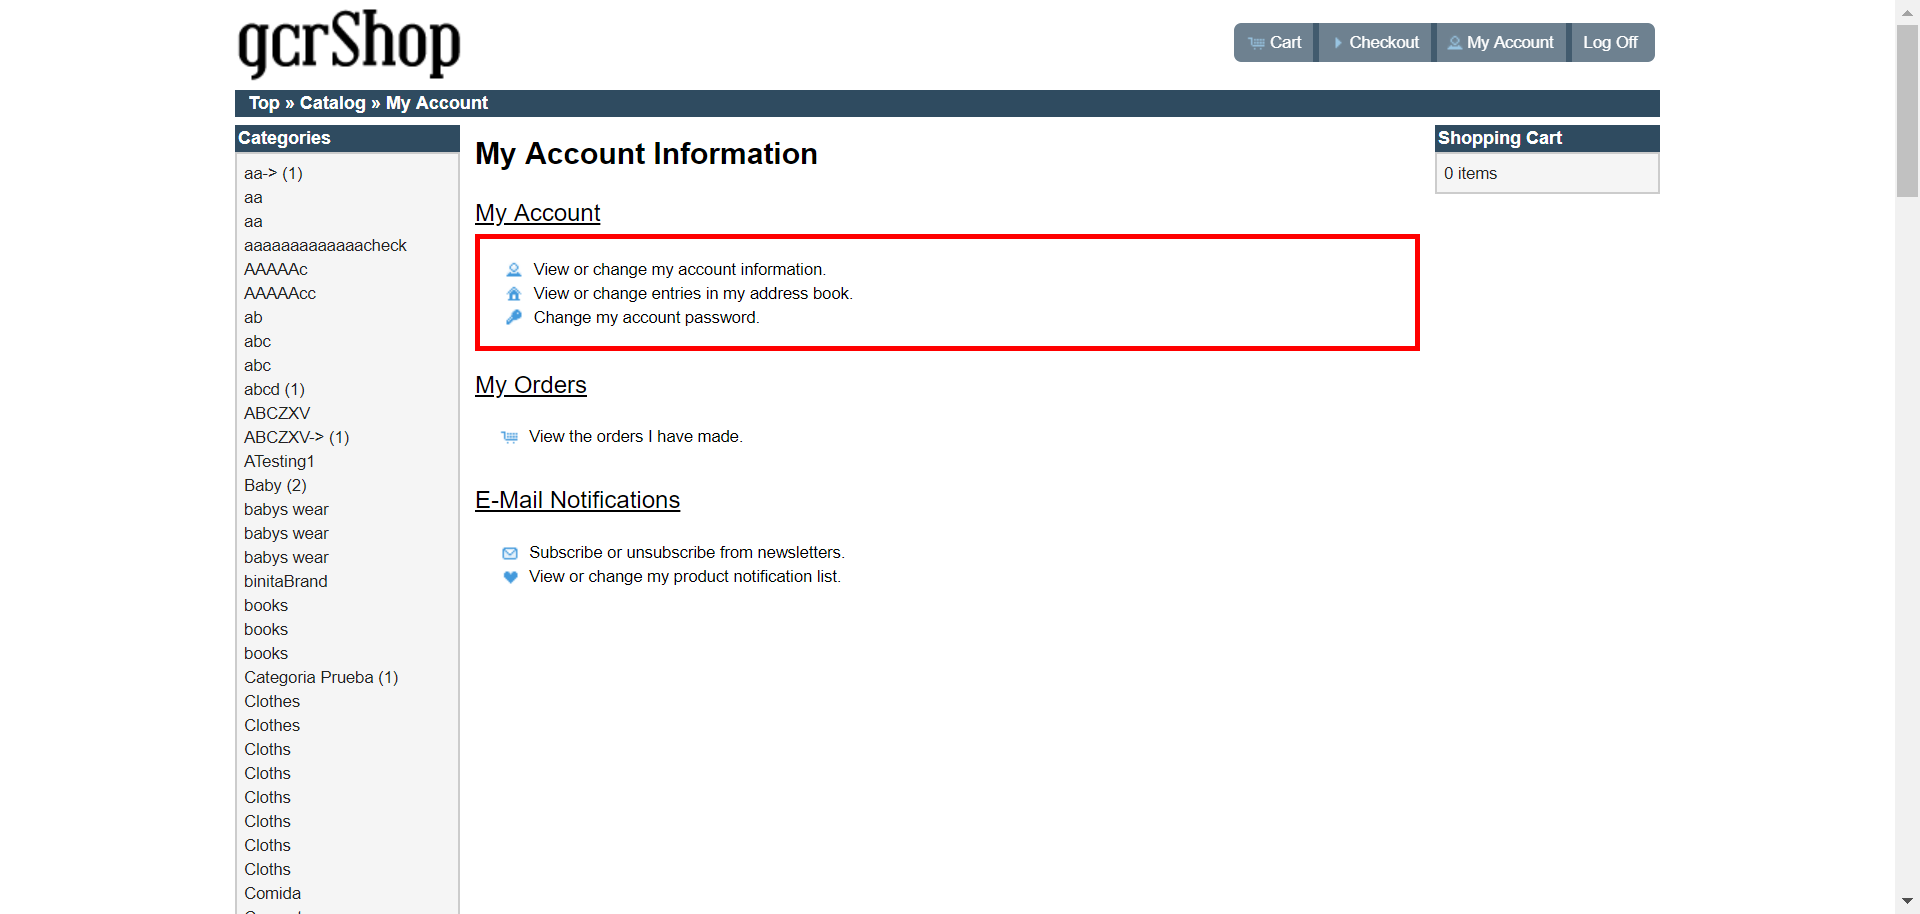 gcrShop
Cart
Checkout
My Account
Log Off
Top » Catalog » My Account
Categories
aa-> (1)
aa
aa
aaaaaaaaaaaaacheck
AAAAAc
AAAAAcc
ab
abc
abc
abcd (1)
ABCZXV
ABCZXV-> (1)
ATesting1
Baby (2)
babys wear
babys wear
babys wear
binitaBrand
books
books
books
Categoria Prueba (1)
Clothes
Clothes
Cloths
Cloths
Cloths
Cloths
Cloths
Cloths
Comida
My Account Information
My Account
View or change my account information.
View or change entries in my address book.
Change my account password.
My Orders
View the orders I have made.
E-Mail Notifications
Subscribe or unsubscribe from newsletters.
View or change my product notification list.
Shopping Cart
0 items